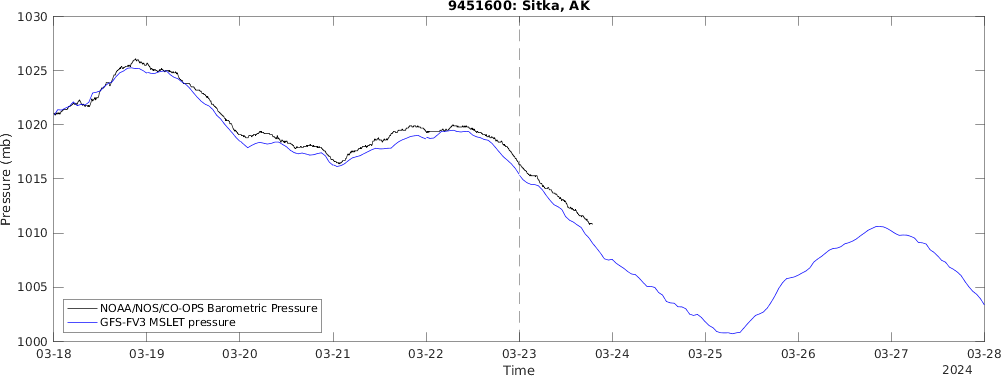 9451600: Sitka, AK
Pressure (mb)
1030
1025
1020
1015
1010
1005
1000
NOAA/NOS/CO-OPS Barometric Pressure
GFS-FV3 MSLET pressure
03-18 03-19 03-20 03-21 03-22 03-23 03-24 03-25 03-26 03-27 03-28
Time
2024